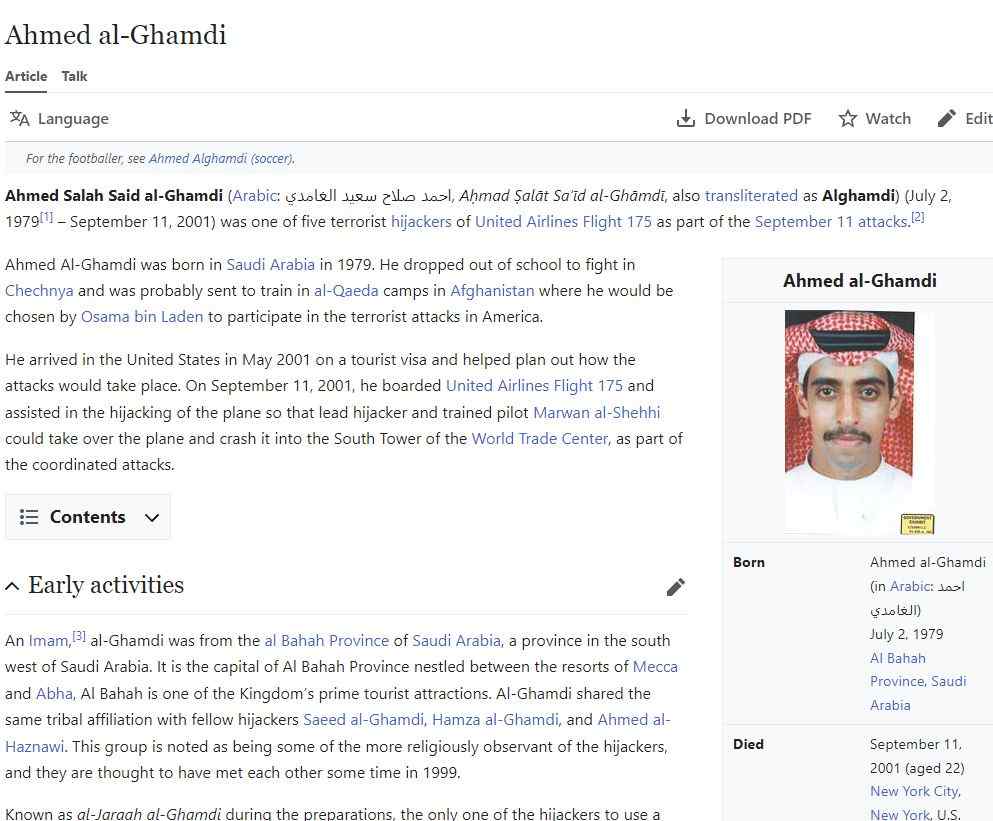 Ahmed al-Ghamdi
Article Talk
Language Download PDF Watch Edit
For the footballer, see Ahmed Alghamdi (soccer).
Ahmed Salah Said al-Ghamdi (Arabic: احمد صلاح سعيد الغامدي, Aḥmad Ṣalāt Sa'īd al-Ghāmdī, also transliterated as Alghamdi) (July 2,
1979[1] – September 11, 2001) was one of five terrorist hijackers of United Airlines Flight 175 as part of the September 11 attacks.[2]
Ahmed Al-Ghamdi was born in Saudi Arabia in 1979. He dropped out of school to fight in
Chechnya and was probably sent to train in al-Qaeda camps in Afghanistan where he would be
chosen by Osama bin Laden to participate in the terrorist attacks in America.
He arrived in the United States in May 2001 on a tourist visa and helped plan out how the
attacks would take place. On September 11, 2001, he boarded United Airlines Flight 175 and
assisted in the hijacking of the plane so that lead hijacker and trained pilot Marwan al-Shehhi
could take over the plane and crash it into the South Tower of the World Trade Center, as part of
the coordinated attacks.
Contents
Early activities
An Imam,[3] al-Ghamdi was from the al Bahah Province of Saudi Arabia, a province in the south
west of Saudi Arabia. It is the capital of Al Bahah Province nestled between the resorts of Mecca
and Abha, Al Bahah is one of the Kingdom's prime tourist attractions. Al-Ghamdi shared the
same tribal affiliation with fellow hijackers Saeed al-Ghamdi, Hamza al-Ghamdi, and Ahmed al-
Haznawi. This group is noted as being some of the more religiously observant of the hijackers,
and they are thought to have met each other some time in 1999.
Known as al-Jaraah al-Ghamdi during the preparations, the only one of the hijackers to use a
Ahmed al-Ghamdi
GOVERNMENT
EXHIBIT
Born Ahmed al-Ghamdi
(in Arabic: احمد
الغامدي)
July 2, 1979
Al Bahah
Province, Saudi
Arabia
Died September 11,
2001 (aged 22)
New York City,
New York, U.S.